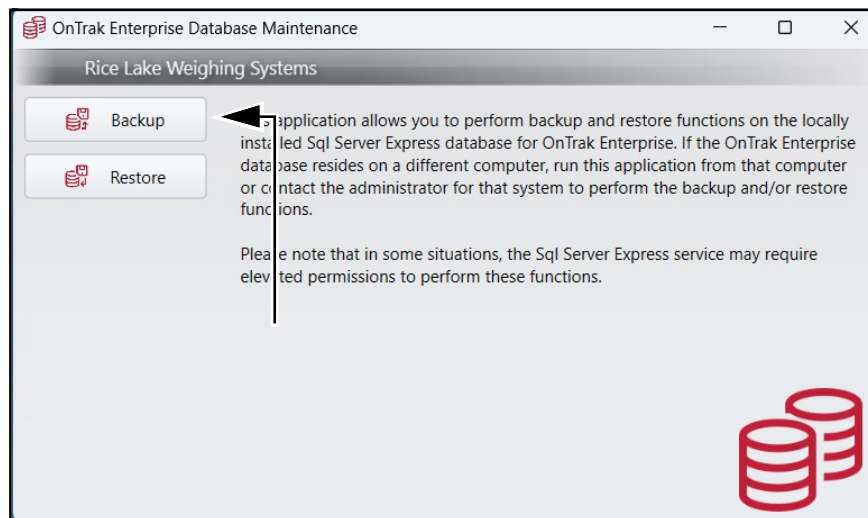 OnTrak Enterprise Database Maintenance
Rice Lake Weighing Systems
Backup
Restore
application allows you to perform backup and restore functions on the locally
Sql Server Express database for OnTrak Enterprise. If the OnTrak Enterprise
database resides on a different computer, run this application from that computer
or contact the administrator for that system to perform the backup and/or restore
functions.
Please note that in some situations, the Sql Server Express service may require
elevated permissions to perform these functions.